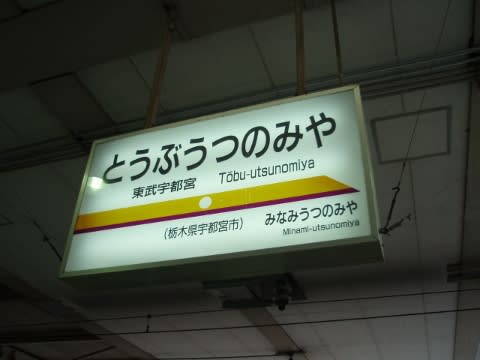 とうぶうつのみや
東武宇都宮 Tōbu-utsunomiya
(栃木県宇都宮市) みなみうつのみや
Minami-utsunomiya